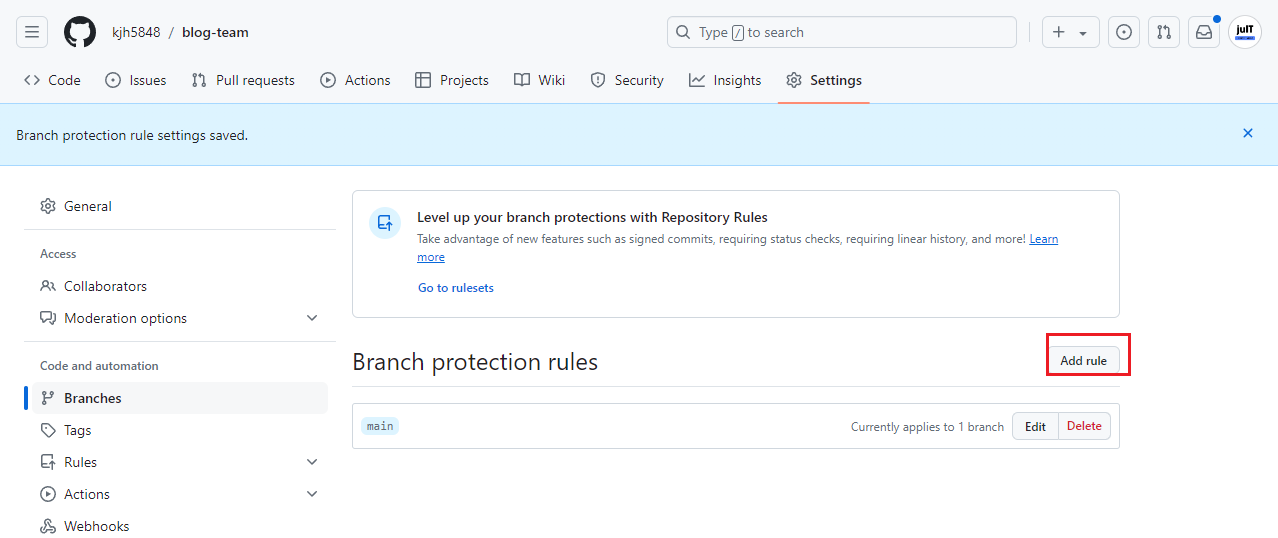 kjh5848 / blog-team
Type / to search
juIT
Code
Issues
Pull requests
Actions
Projects
Wiki
Security
Insights
Settings
Branch protection rule settings saved.
General
Access
Collaborators
Moderation options
Code and automation
Branches
Tags
Rules
Actions
Webhooks
Level up your branch protections with Repository Rules
Take advantage of new features such as signed commits, requiring status checks, requiring linear history, and more! Learn
more
Go to rulesets
Branch protection rules
Add rule
main
Currently applies to 1 branch
Edit
Delete